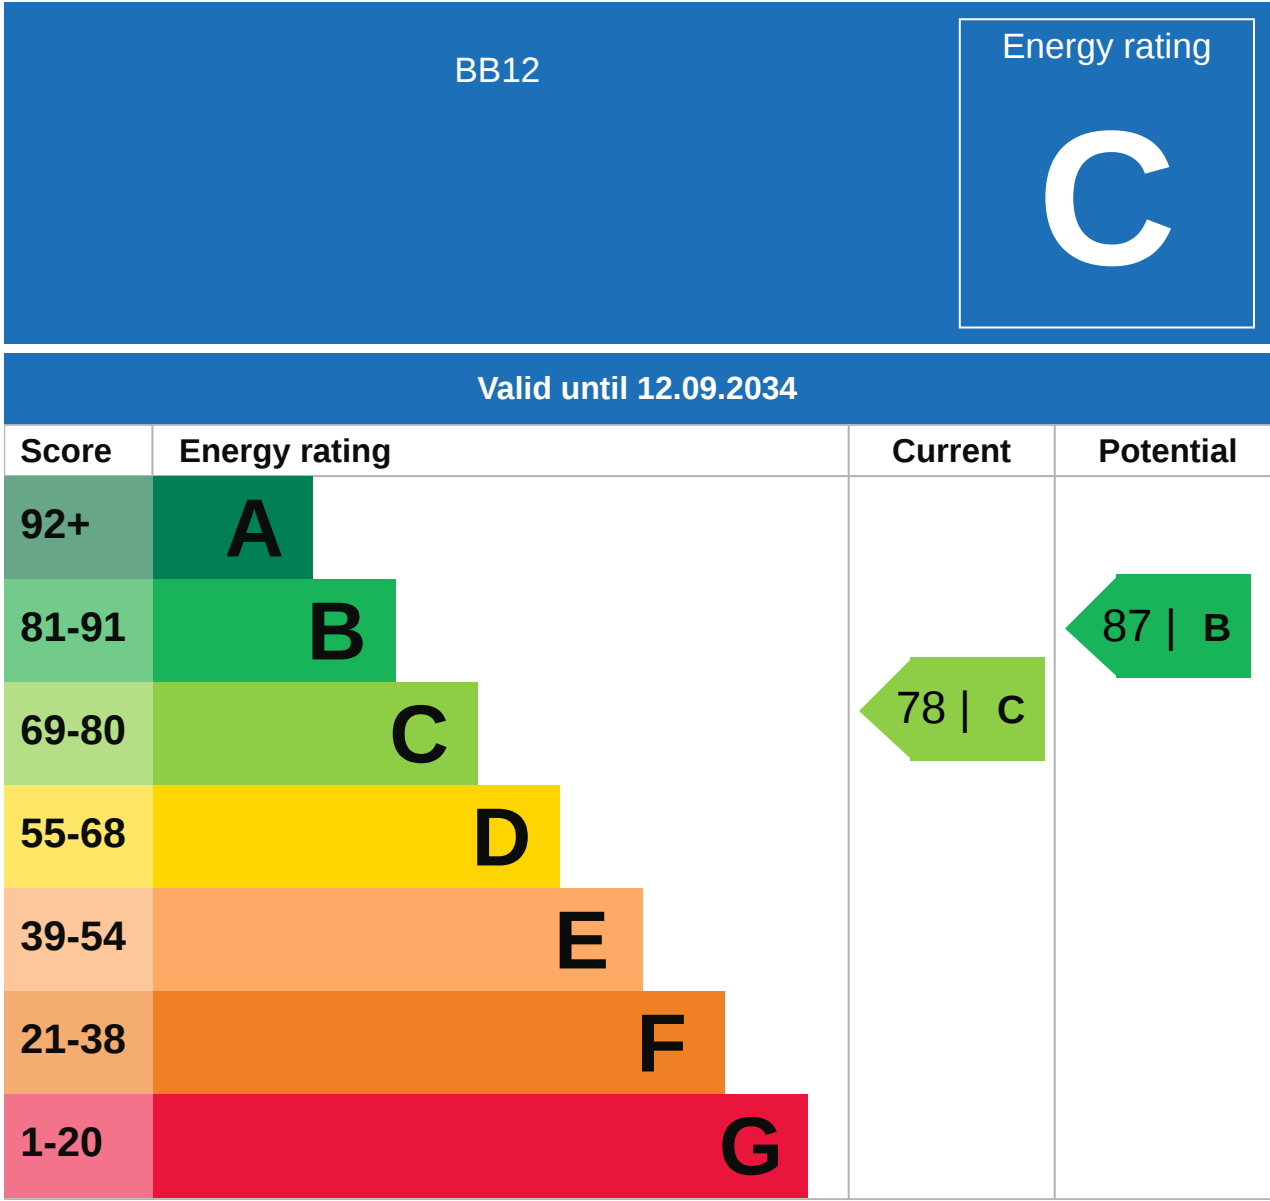 BB12
Energy rating
C
Valid until 12.09.2034
Score Energy rating Current Potential
92+ A
81-91 B 87 | B
69-80 C 78 | C
55-68 D
39-54 E
21-38 F
1-20 G